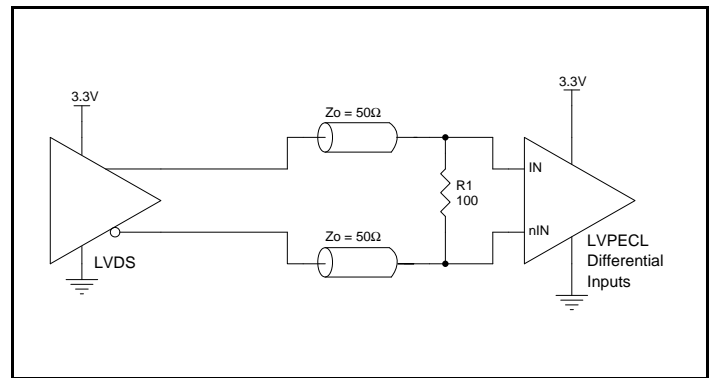 3.3V
Zo = 50Ω
3.3V
IN
R1
100
nIN
Zo = 50Ω
LVDS
LVPECL
Differential
Inputs